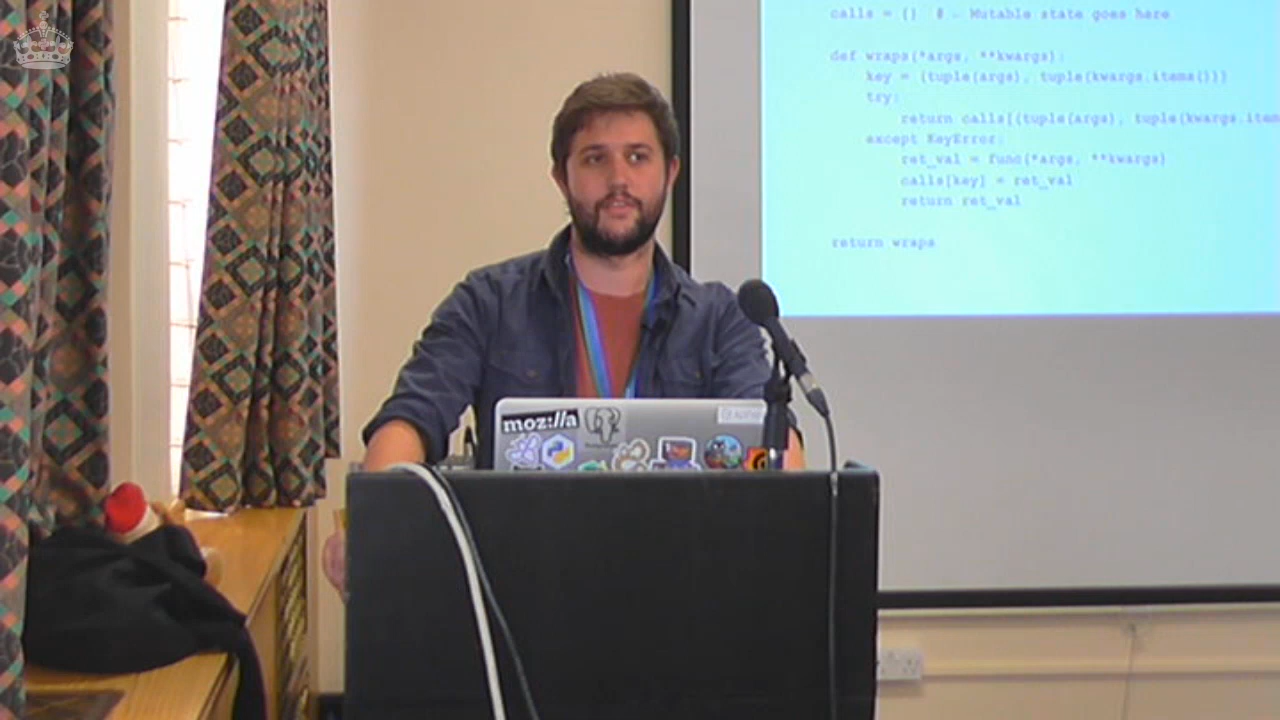 calls = {}  # . Mutable state goes here
def wraps(*args, **kwargs):
key = (tuple(args), tuple(kwargs.items()))
try:
return calls[(tuple(args), tuple(kwargs.item
except KeyError:
ret_val = func(*args, **kwargs)
calls[key] = ret_val
return ret_val
return wraps
moz://a